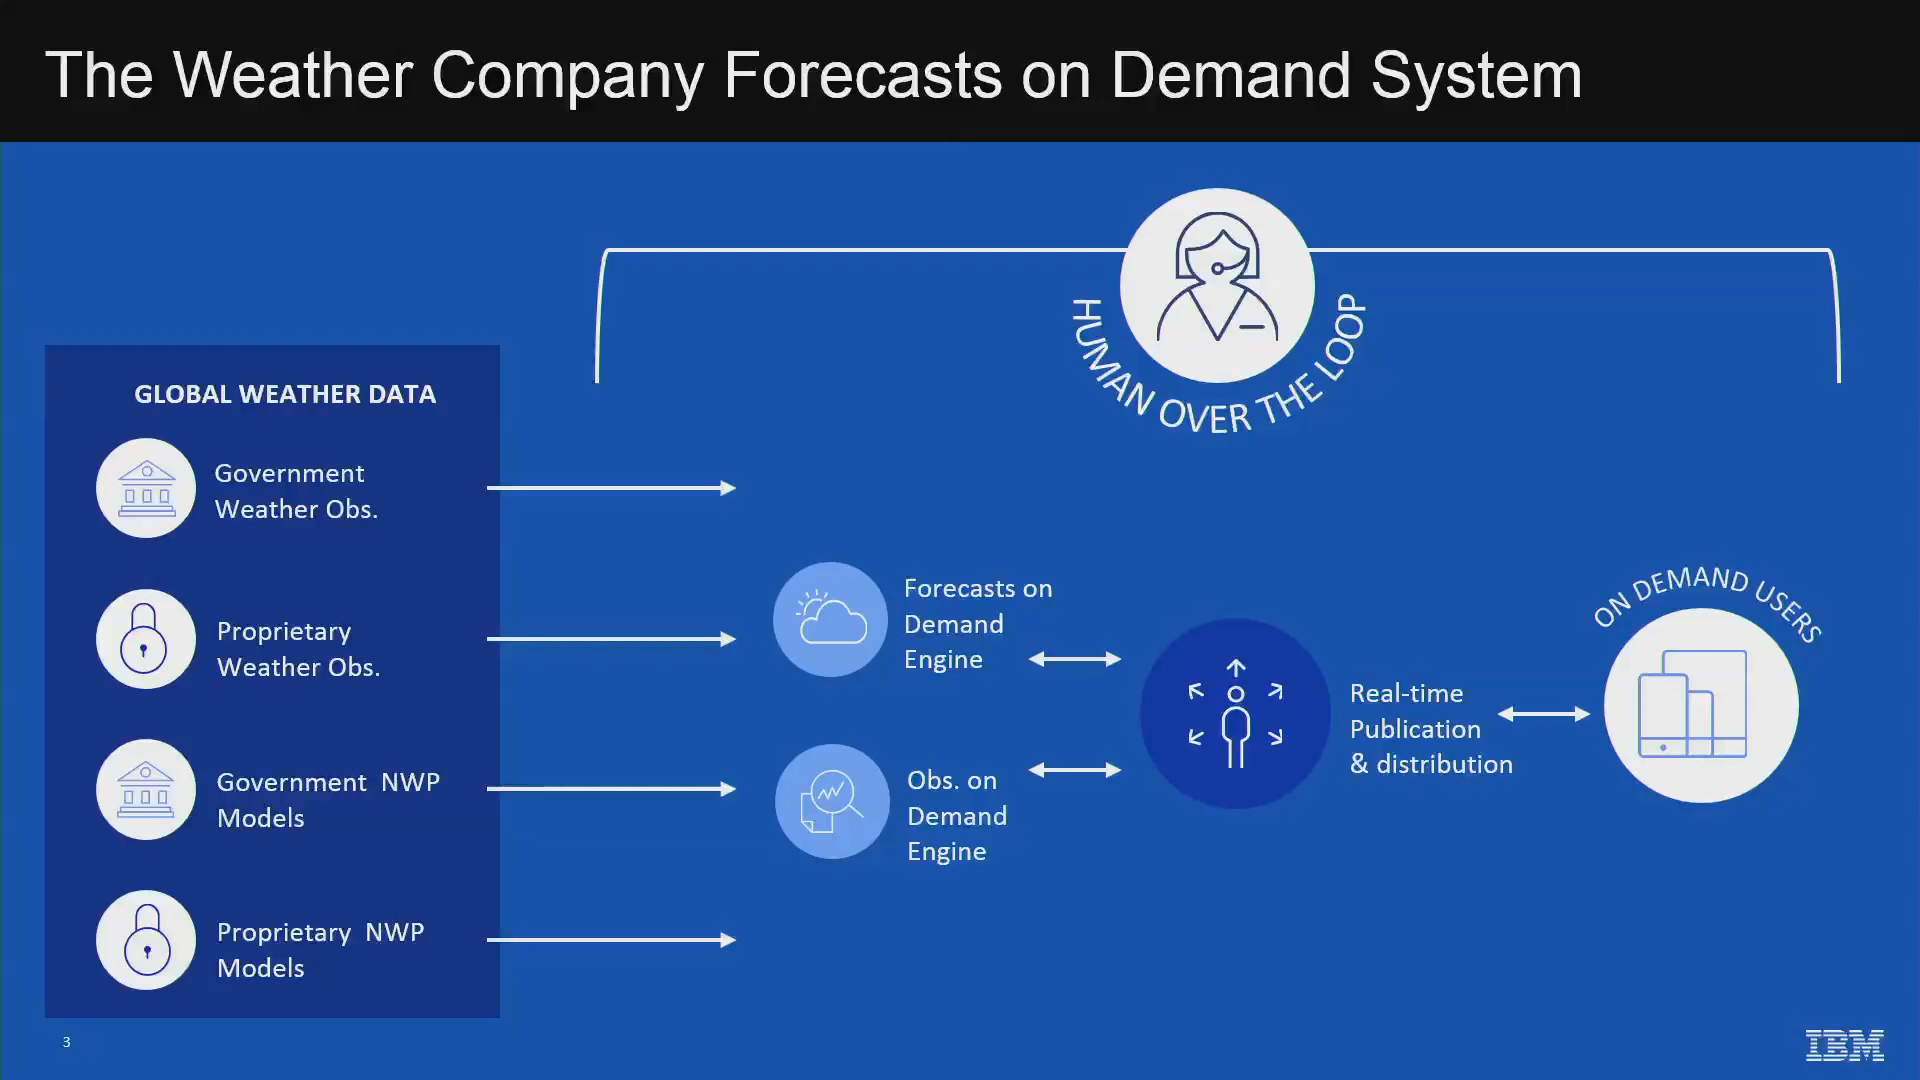 The Weather Company Forecasts on Demand System
HUMAN OVER THE LOOP
GLOBAL WEATHER DATA
Government
Weather Obs.
Proprietary
Weather Obs.
Government NWP
Models
Proprietary NWP
Models
Forecasts on
Demand
Engine
Obs. on
Demand
Engine
Real-time
Publication
& distribution
ON DEMAND USERS
3
IBM